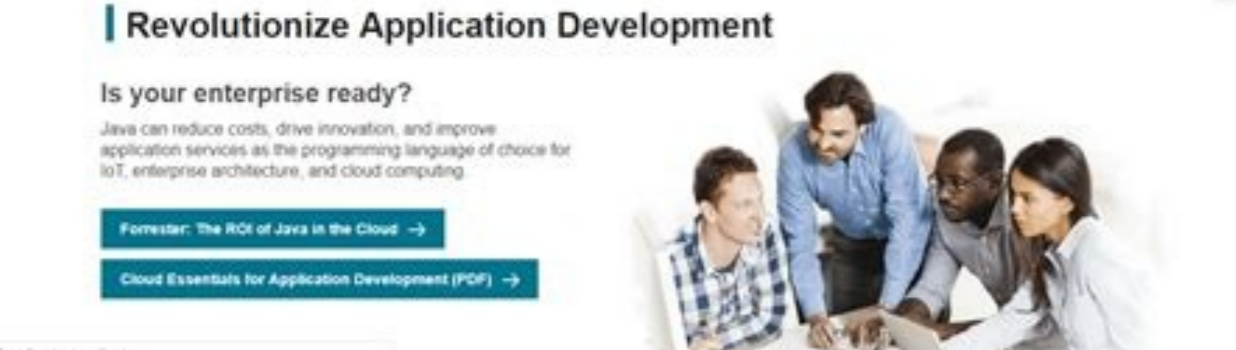 Revolutionize Application Development
Is your enterprise ready?
Java can reduce costs, drive innovation, and improve
application services as the programming language of choice for
IoT, enterprise architecture, and cloud computing.
Forrester: The ROI of Java in the Cloud →
Cloud Essentials for Application Development (PDF) →